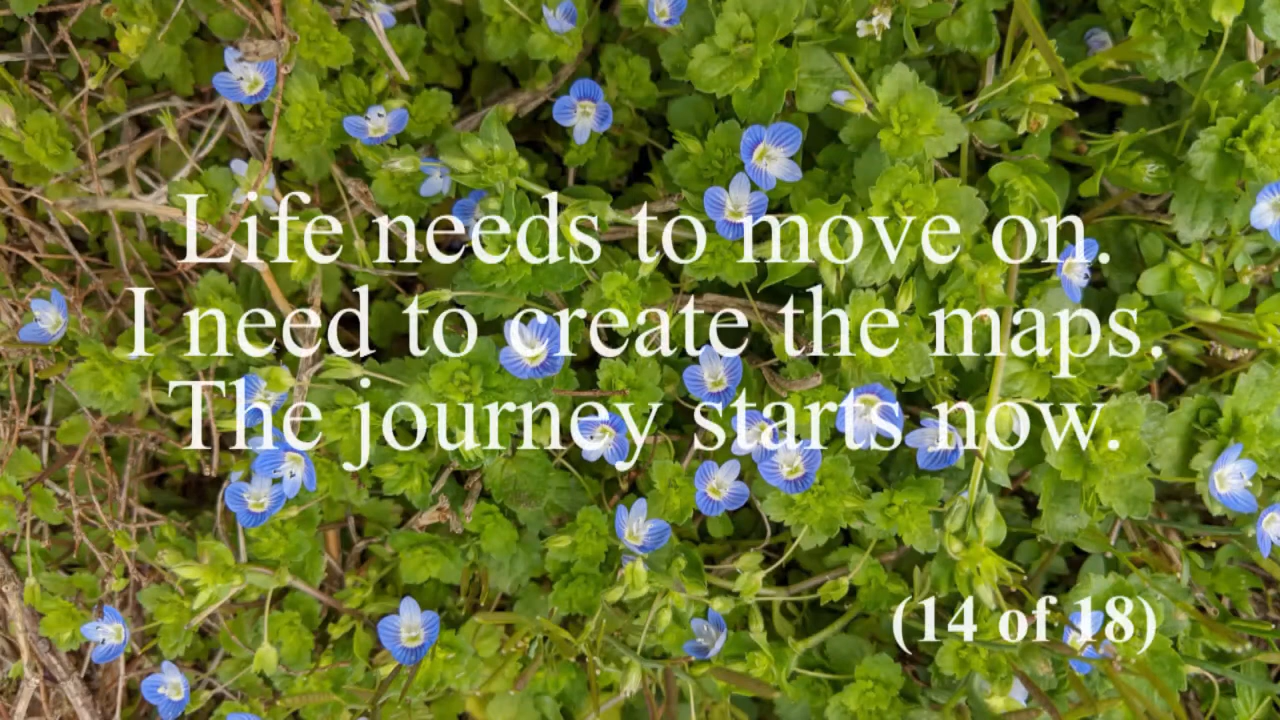 Life needs to move on.
I need to create the maps.
The journey starts now.
(14 of 18)